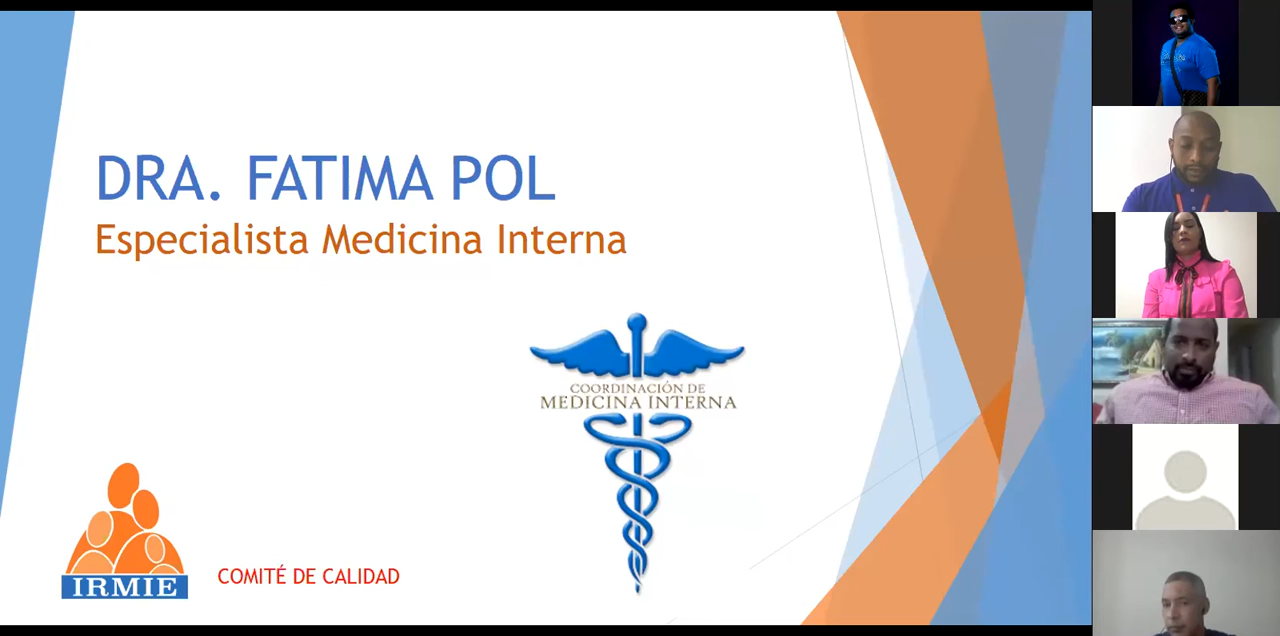 DRA. FATIMA POL
Especialista Medicina Interna
COORDINACIÓN DE
MEDICINA INTERNA
IRMIE
COMITÉ DE CALIDAD